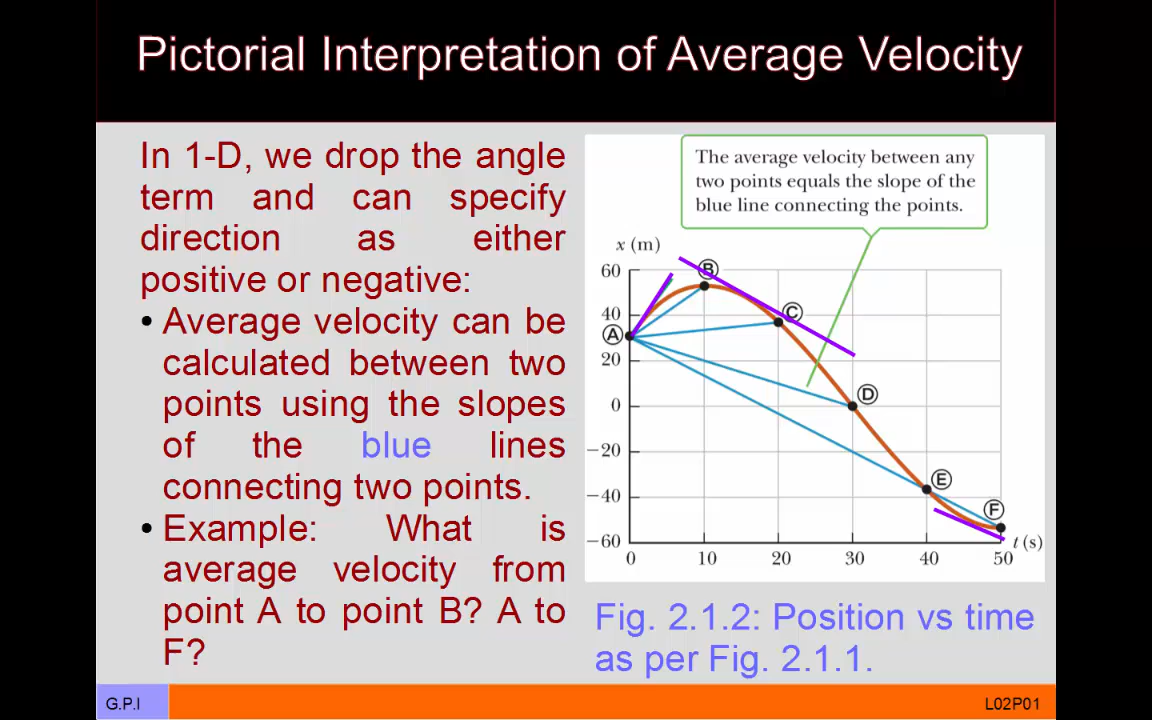 Pictorial Interpretation of Average Velocity
In 1-D, we drop the angle
term and can specify
direction as either
positive or negative:
• Average velocity can be
calculated between two
points using the slopes
of the blue lines
connecting two points.
• Example: What is
average velocity from
point A to point B? A to
F?
The average velocity between any
two points equals the slope of the
blue line connecting the points.
x (m)
60
40
20
0
−20
−40
−60
A
B
C
D
E
F
0 10 20 30 40 50
t (s)
Fig. 2.1.2: Position vs time
as per Fig. 2.1.1.
G.P.I
L02P01